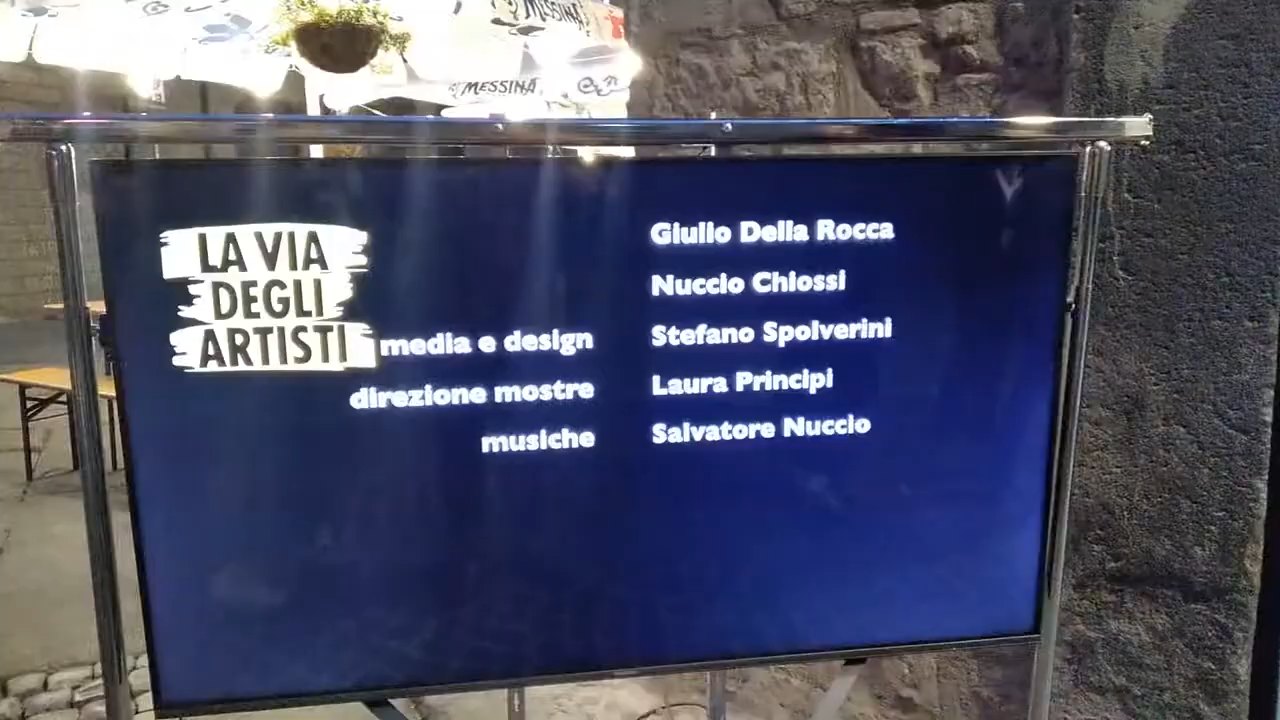 MESSINA
MESSINA
LA VIA
DEGLI
ARTISTI
Giulio Della Rocca
Nuccio Chiossi
media e design Stefano Spolverini
direzione mostre Laura Principi
musiche Salvatore Nuccio